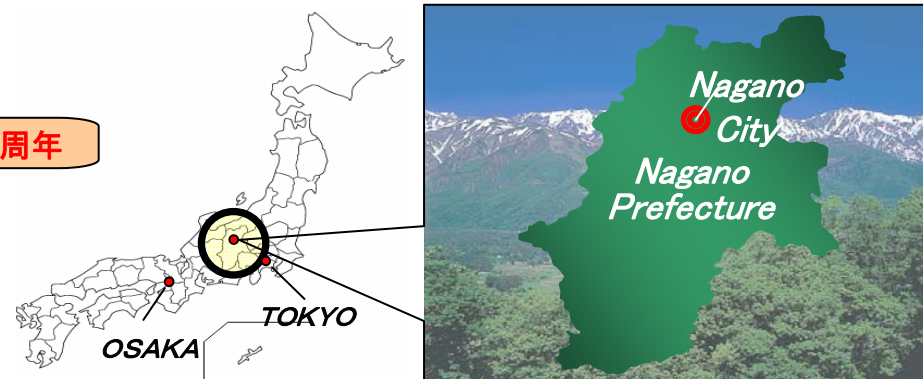 周年
OSAKA
TOKYO
Nagano
City
Nagano
Prefecture